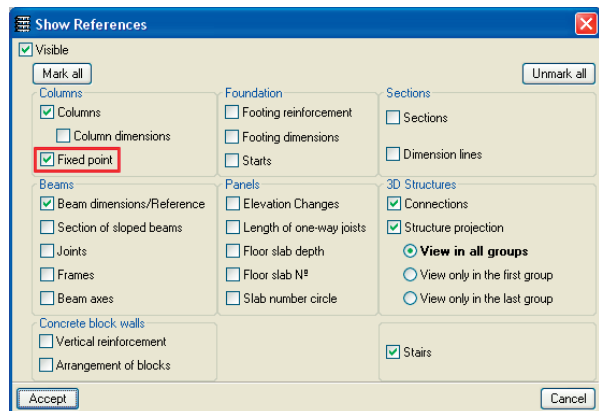 Show References
Visible
Mark all
Unmark all
Columns
Columns
Column dimensions
Fixed point
Foundation
Footing reinforcement
Footing dimensions
Starts
Sections
Sections
Dimension lines
Beams
Beam dimensions/Reference
Section of sloped beams
Joints
Frames
Beam axes
Panels
Elevation Changes
Length of one-way joists
Floor slab depth
Floor slab Nº
Slab number circle
3D Structures
Connections
Structure projection
View in all groups
View only in the first group
View only in the last group
Concrete block walls
Vertical reinforcement
Arrangement of blocks
Stairs
Accept
Cancel